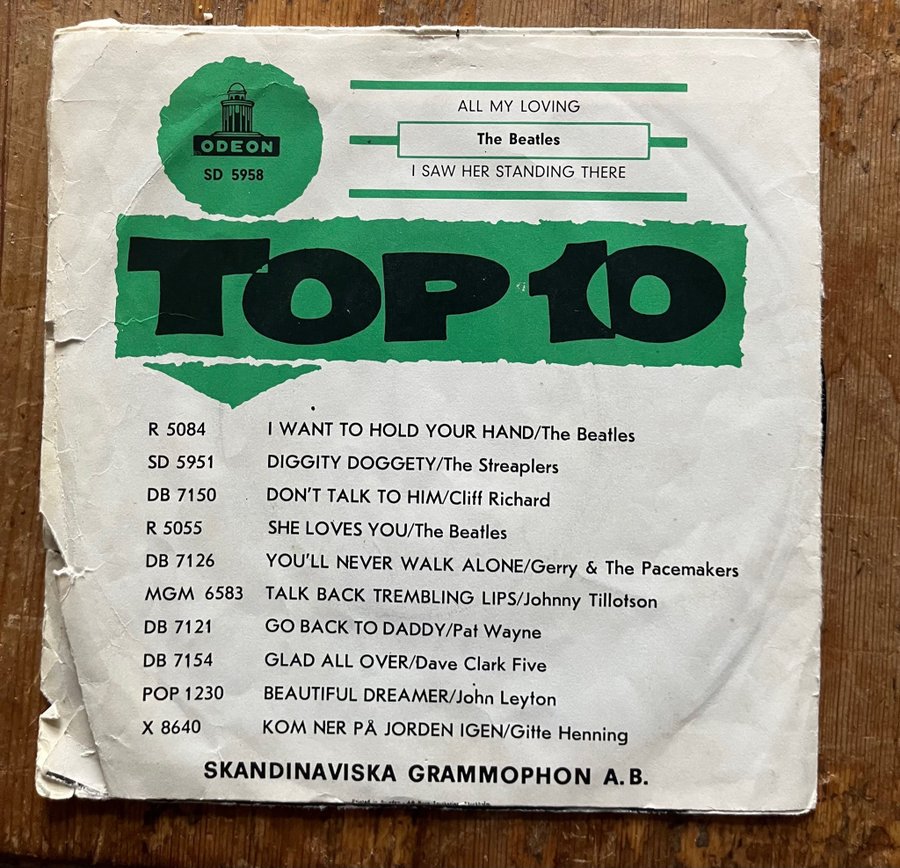 ODEON
SD 5958
ALL MY LOVING
The Beatles
I SAW HER STANDING THERE
TOP 10
R 5084 I WANT TO HOLD YOUR HAND/The Beatles
SD 5951 DIGGITY DOGGETY/The Streaplers
DB 7150 DON'T TALK TO HIM/Cliff Richard
R 5055 SHE LOVES YOU/The Beatles
DB 7126 YOU'LL NEVER WALK ALONE/Gerry & The Pacemakers
MGM 6583 TALK BACK TREMBLING LIPS/Johnny Tillotson
DB 7121 GO BACK TO DADDY/Pat Wayne
DB 7154 GLAD ALL OVER/Dave Clark Five
POP 1230 BEAUTIFUL DREAMER/John Leyton
X 8640 KOM NER PÅ JORDEN IGEN/Gitte Henning
SKANDINAVISKA GRAMMOPHON A.B.
Printed in